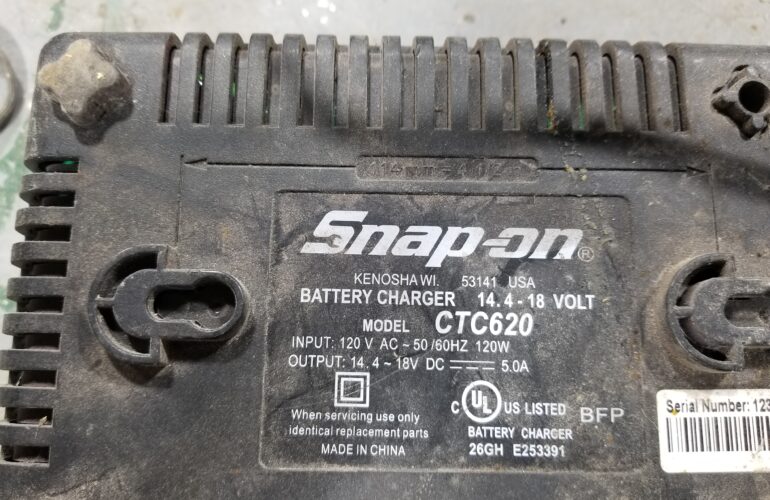 Snap-on®
KENOSHA WI. 53141 USA
BATTERY CHARGER 14.4-18 VOLT
MODEL CTC620
INPUT: 120 V AC ~ 50/60HZ 120W
OUTPUT: 14.4~18V DC 5.0A
When servicing use only
identical replacement parts
MADE IN CHINA
C UL US LISTED BFP
BATTERY CHARGER
26GH E253391
Serial Number: 123